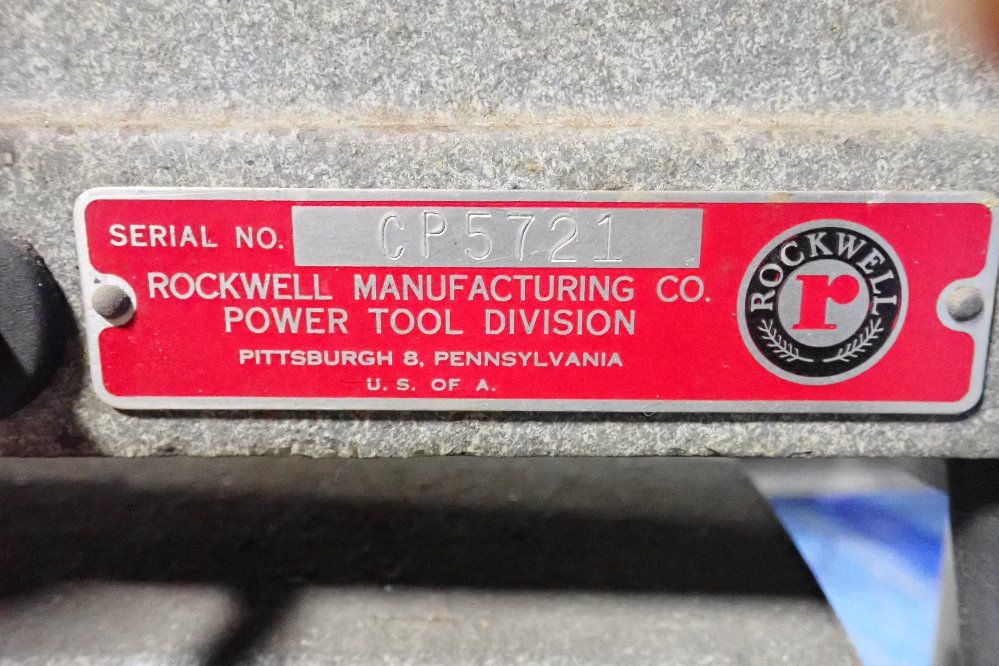 SERIAL NO. CP5721
ROCKWELL MANUFACTURING CO.
POWER TOOL DIVISION
PITTSBURGH 8, PENNSYLVANIA
U. S. OF A.
ROCKWELL
r